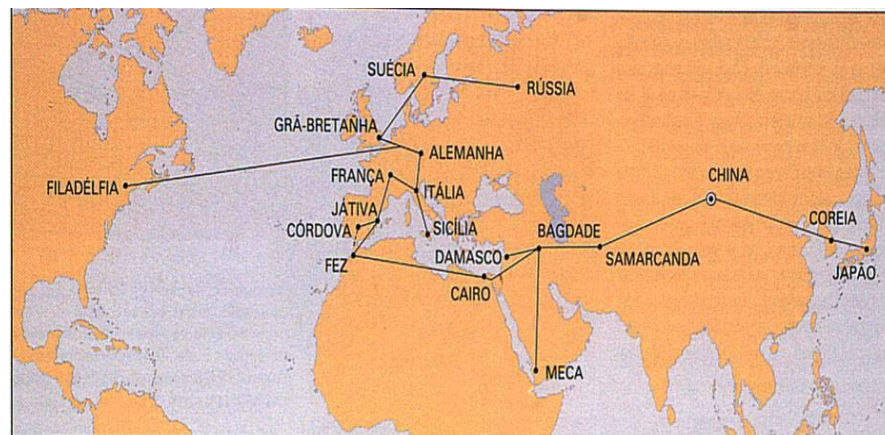 SUÉCIA
RÚSSIA
GRÃ-BRETANHA
ALEMANHA
FRANÇA
FILADÉLFIA
ITÁLIA
CHINA
JÁTIVA
CÓRDOVA
SICÍLIA
BAGDADE
COREIA
DAMASCO
SAMARCANDA
FEZ
JAPÃO
CAIRO
MECA